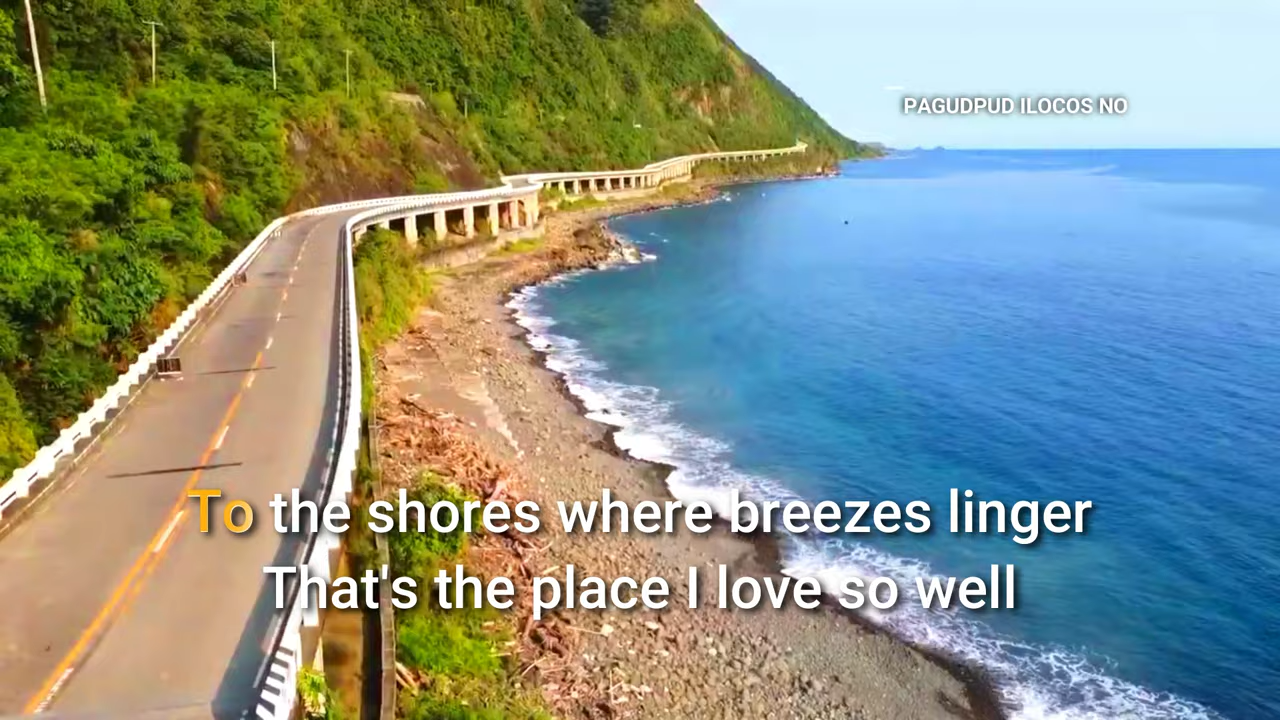 PAGUDPUD ILOCOS NO
To the shores where breezes linger
That's the place I love so well